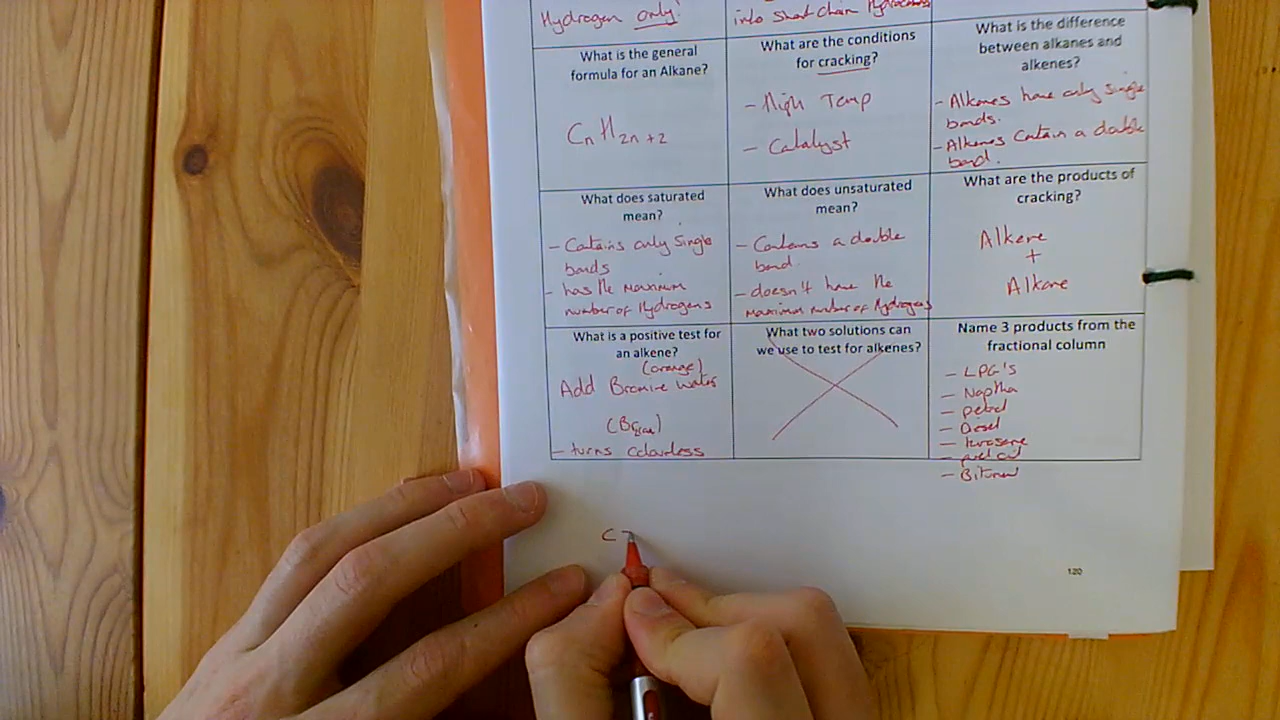 Hydrogen only!
into short chain Hydrocarbons
What is the general
formula for an Alkane?
CnH2n+2
What are the conditions
for cracking?
- High Temp
- Catalyst
What is the difference
between alkanes and
alkenes?
- Alkanes have only single
bonds.
- Alkenes contain a double
bond.
What does saturated
mean?
- Contains only single
bonds
- has the maximum
number of Hydrogens
What does unsaturated
mean?
- Contains a double
bond.
- doesn't have the
maximum number of Hydrogens
What are the products of
cracking?
Alkene
+
Alkane
What is a positive test for
an alkene?
(orange)
Add Bromine water
- turns colourless
What two solutions can
we use to test for alkenes?
Name 3 products from the
fractional column
- LPG's
- Naptha
- petrol
- Diesel
- kerosene
- fuel oil
- Bitumen
C
120